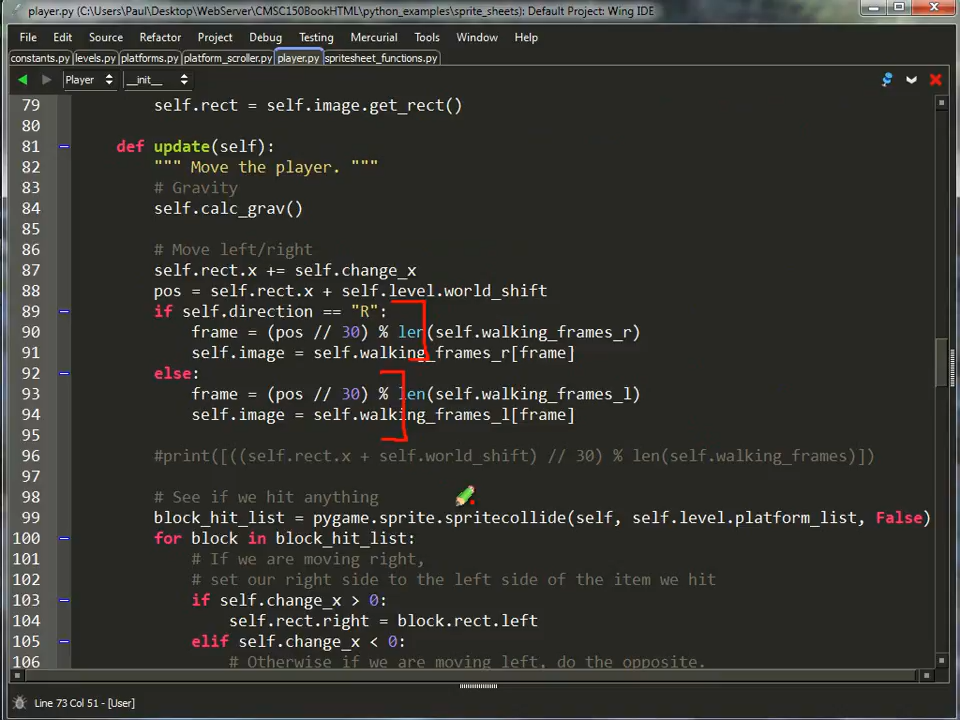 player.py (C:\Users\Paul\Desktop\WebServer\CMSC150BookHTML\python_examples\sprite_sheets): Default Project: Wing IDE
File Edit Source Refactor Project Debug Testing Mercurial Tools Window Help
constants.py levels.py platforms.py platform_scroller.py player.py spritesheet_functions.py
Player __init__
79 self.rect = self.image.get_rect()
80
81 def update(self):
82 """ Move the player. """
83 # Gravity
84 self.calc_grav()
85
86 # Move left/right
87 self.rect.x += self.change_x
88 pos = self.rect.x + self.level.world_shift
89 if self.direction == "R":
90 frame = (pos // 30) % len(self.walking_frames_r)
91 self.image = self.walking_frames_r[frame]
92 else:
93 frame = (pos // 30) % len(self.walking_frames_l)
94 self.image = self.walking_frames_l[frame]
95
96 #print([((self.rect.x + self.world_shift) // 30) % len(self.walking_frames)])
97
98 # See if we hit anything
99 block_hit_list = pygame.sprite.spritecollide(self, self.level.platform_list, False)
100 for block in block_hit_list:
101 # If we are moving right,
102 # set our right side to the left side of the item we hit
103 if self.change_x > 0:
104 self.rect.right = block.rect.left
105 elif self.change_x < 0:
106 # Otherwise if we are moving left, do the opposite.
Line 73 Col 51 - [User]